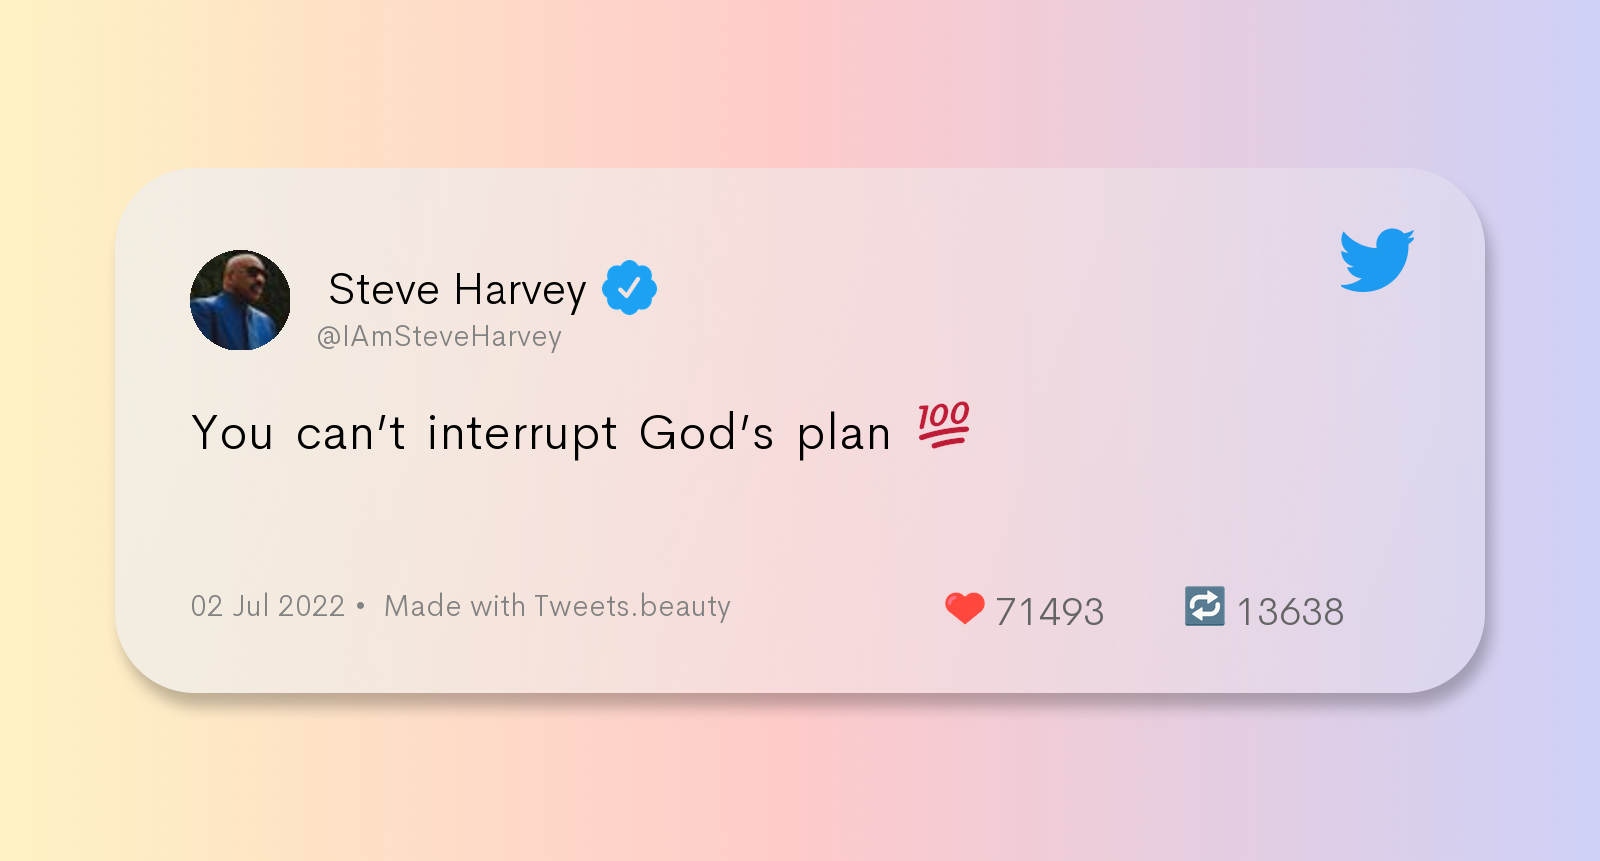 Steve Harvey
@IAmSteveHarvey
You can't interrupt God's plan 💯
02 Jul 2022 • Made with Tweets.beauty
❤️ 71493 🔁 13638